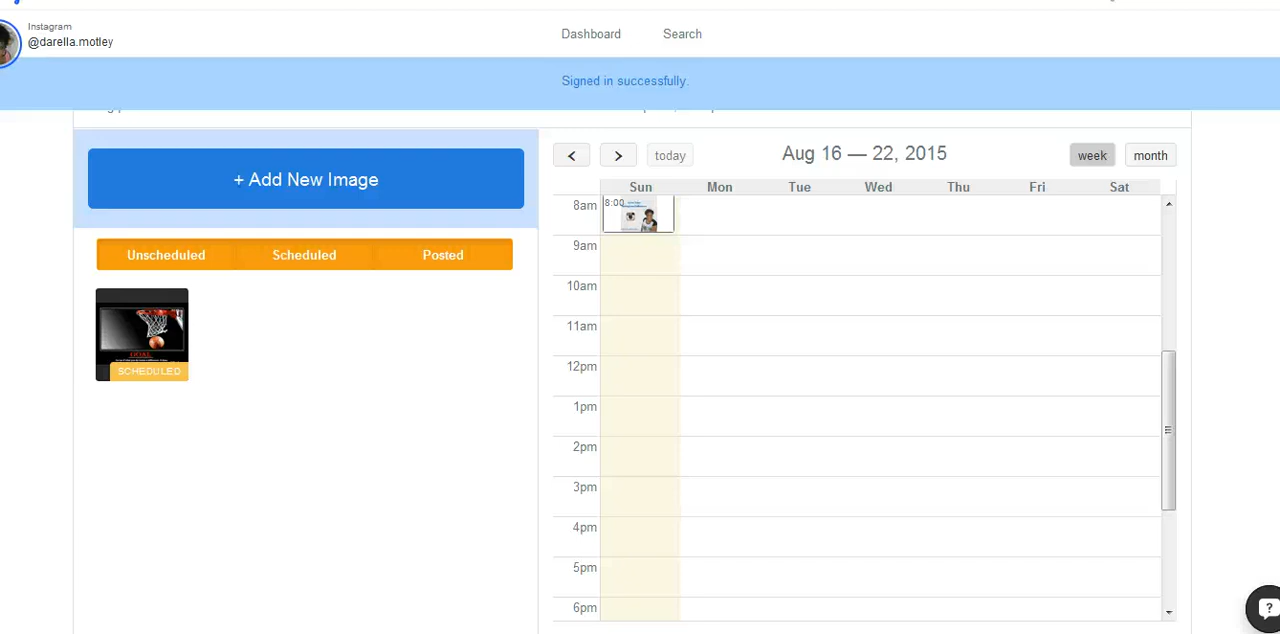 Instagram
@darella.motley
Dashboard
Search
Signed in successfully.
+ Add New Image
Unscheduled
Scheduled
Posted
GOAL
SCHEDULED
today
Aug 16 — 22, 2015
week
month
Sun
Mon
Tue
Wed
Thu
Fri
Sat
8am
8:00
9am
10am
11am
12pm
1pm
2pm
3pm
4pm
5pm
6pm